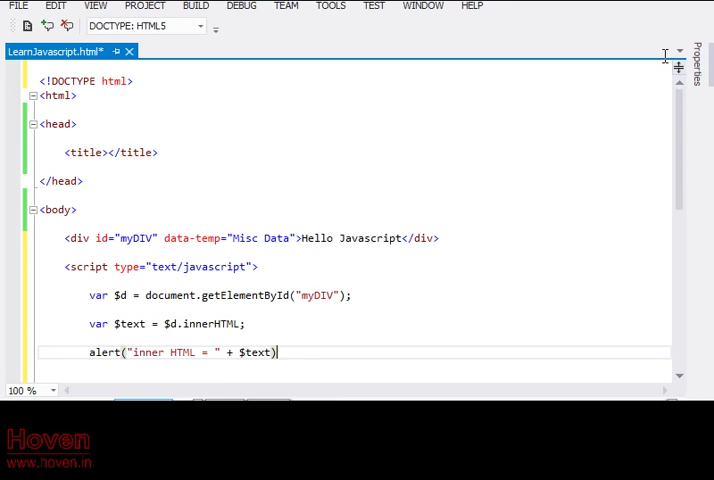 FILE EDIT VIEW PROJECT BUILD DEBUG TEAM TOOLS TEST WINDOW HELP
DOCTYPE: HTML5
LearnJavascript.html*
Properties
<!DOCTYPE html>
<html>
<head>
<title></title>
</head>
<body>
<div id="myDIV" data-temp="Misc Data">Hello Javascript</div>
<script type="text/javascript">
var $d = document.getElementById("myDIV");
var $text = $d.innerHTML;
alert("inner HTML = " + $text)
100 %
Hoven
www.hoven.in